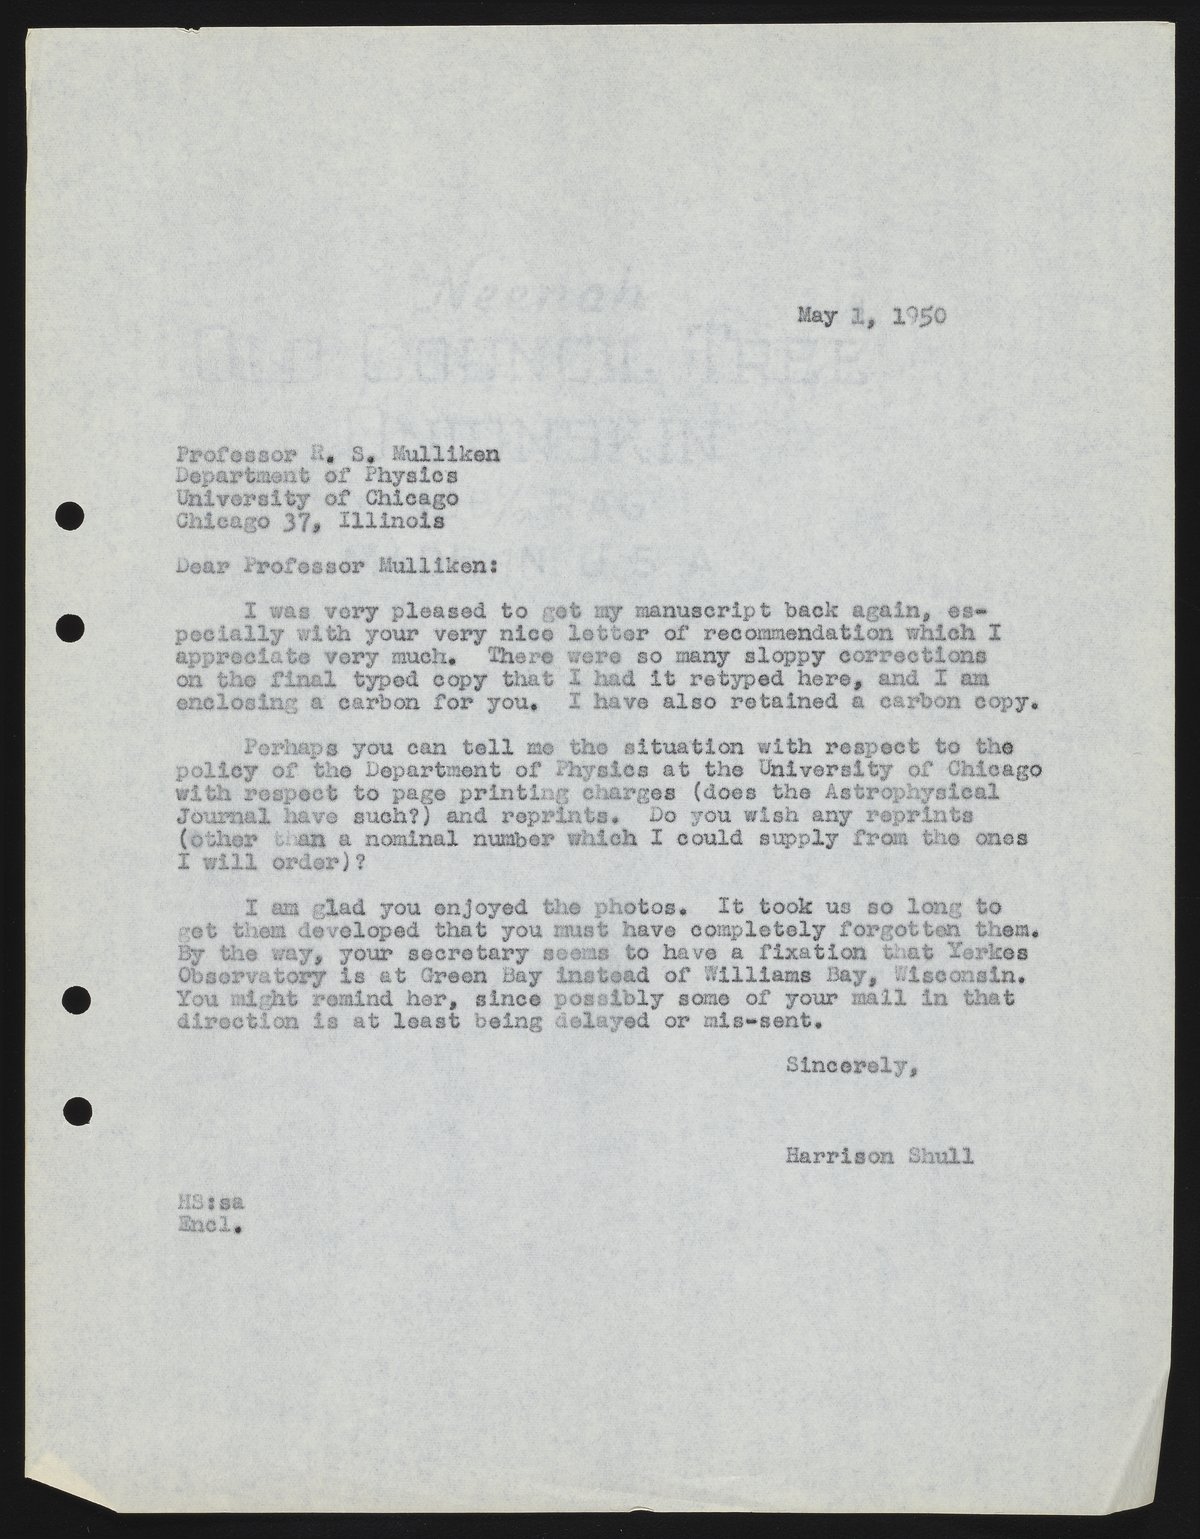 Neenah
May 1, 1950
OLD COUNCIL TREE
Professor R. S. Mulliken
Department of Physics
University of Chicago
Chicago 37, Illinois
Dear Professor Mulliken:
I was very pleased to get my manuscript back again, es-
pecially with your very nice letter of recommendation which I
appreciate very much. There were so many sloppy corrections
on the final typed copy that I had it retyped here, and I am
enclosing a carbon for you. I have also retained a carbon copy.
Perhaps you can tell me the situation with respect to the
policy of the Department of Physics at the University of Chicago
with respect to page printing charges (does the Astrophysical
Journal have such?) and reprints. Do you wish any reprints
(other than a nominal number which I could supply from the ones
I will order)?
I am glad you enjoyed the photos. It took us so long to
get them developed that you must have completely forgotten them.
By the way, your secretary seems to have a fixation that Yerkes
Observatory is at Green Bay instead of Williams Bay, Wisconsin.
You might remind her, since possibly some of your mail in that
direction is at least being delayed or mis-sent.
Sincerely,
Harrison Shull
HS:sa
Encl.